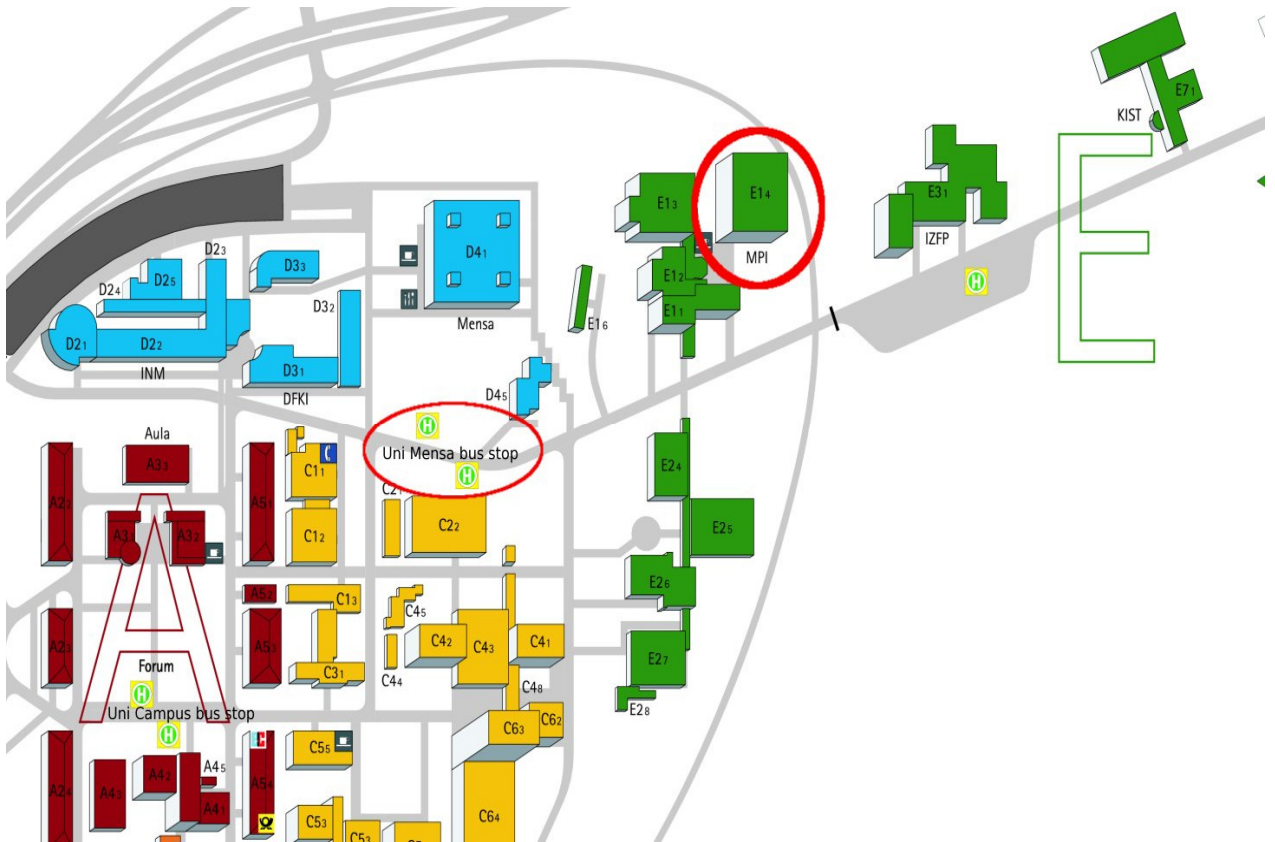 E71
KIST
E14
E13
MPI
E31
IZFP
E12
E11
E16
H
E
D23
D33
D25
D24
D32
D41
Mensa
D21
D22
INM
D31
DFKI
D45
H
Uni Mensa bus stop
H
Aula
A33
A22
A51
C11
C21
C22
C12
A31
A32
A
E24
E25
E26
A52
C13
C45
A23
A53
C42
C43
C41
C31
C44
E27
E28
Forum
H
Uni Campus bus stop
H
C48
C63
C62
C55
A24
A43
A42
A45
A41
A54
C53
C53
C64